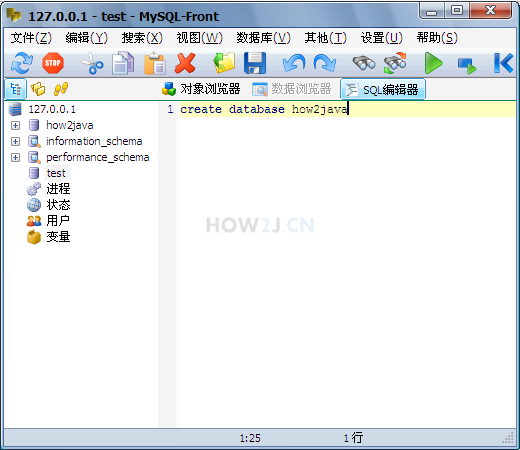 127.0.0.1 - test - MySQL-Front
文件(Z) 编辑(Y) 搜索(X) 视图(W) 数据库(V) 其他(T) 设置(U) 帮助(S)
STOP
对象浏览器 数据浏览器 SQL编辑器
127.0.0.1
how2java
information_schema
performance_schema
test
进程
状态
用户
变量
1 create database how2java
HOW2J.CN
1:25 1 行